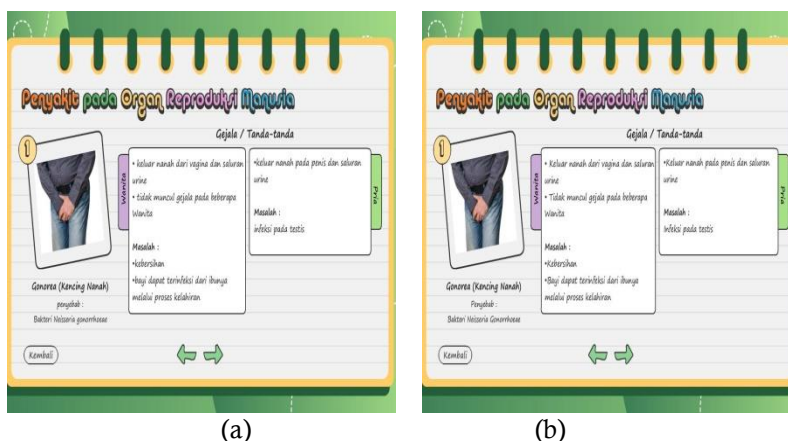 Penyakit pada Organ Reproduksi Manusia
Gejala / Tanda-tanda
1
Wanita
• keluar nanah dari vagina dan saluran
urine
• tidak muncul gejala pada beberapa
Wanita
Masalah :
•kebersihan
•bayi dapat terinfeksi dari ibunya
melalui proses kelahiran
•keluar nanah pada penis dan saluran
urine
Masalah :
infeksi pada testis
Pria
Gonorea (Kencing Nanah)
penyebab :
Bakteri Neisseria gonorrhoeae
Kembali
(a)
Penyakit pada Organ Reproduksi Manusia
Gejala / Tanda-tanda
1
Wanita
• Keluar nanah dari vagina dan saluran
urine
• Tidak muncul gejala pada beberapa
Wanita
Masalah :
•Kebersihan
•Bayi dapat terinfeksi dari ibunya
melalui proses kelahiran
•Keluar nanah pada penis dan saluran
urine
Masalah :
Infeksi pada testis
Pria
Gonorea (Kencing Nanah)
Penyebab :
Bakteri Neisseria Gonorrhoeae
Kembali
(b)